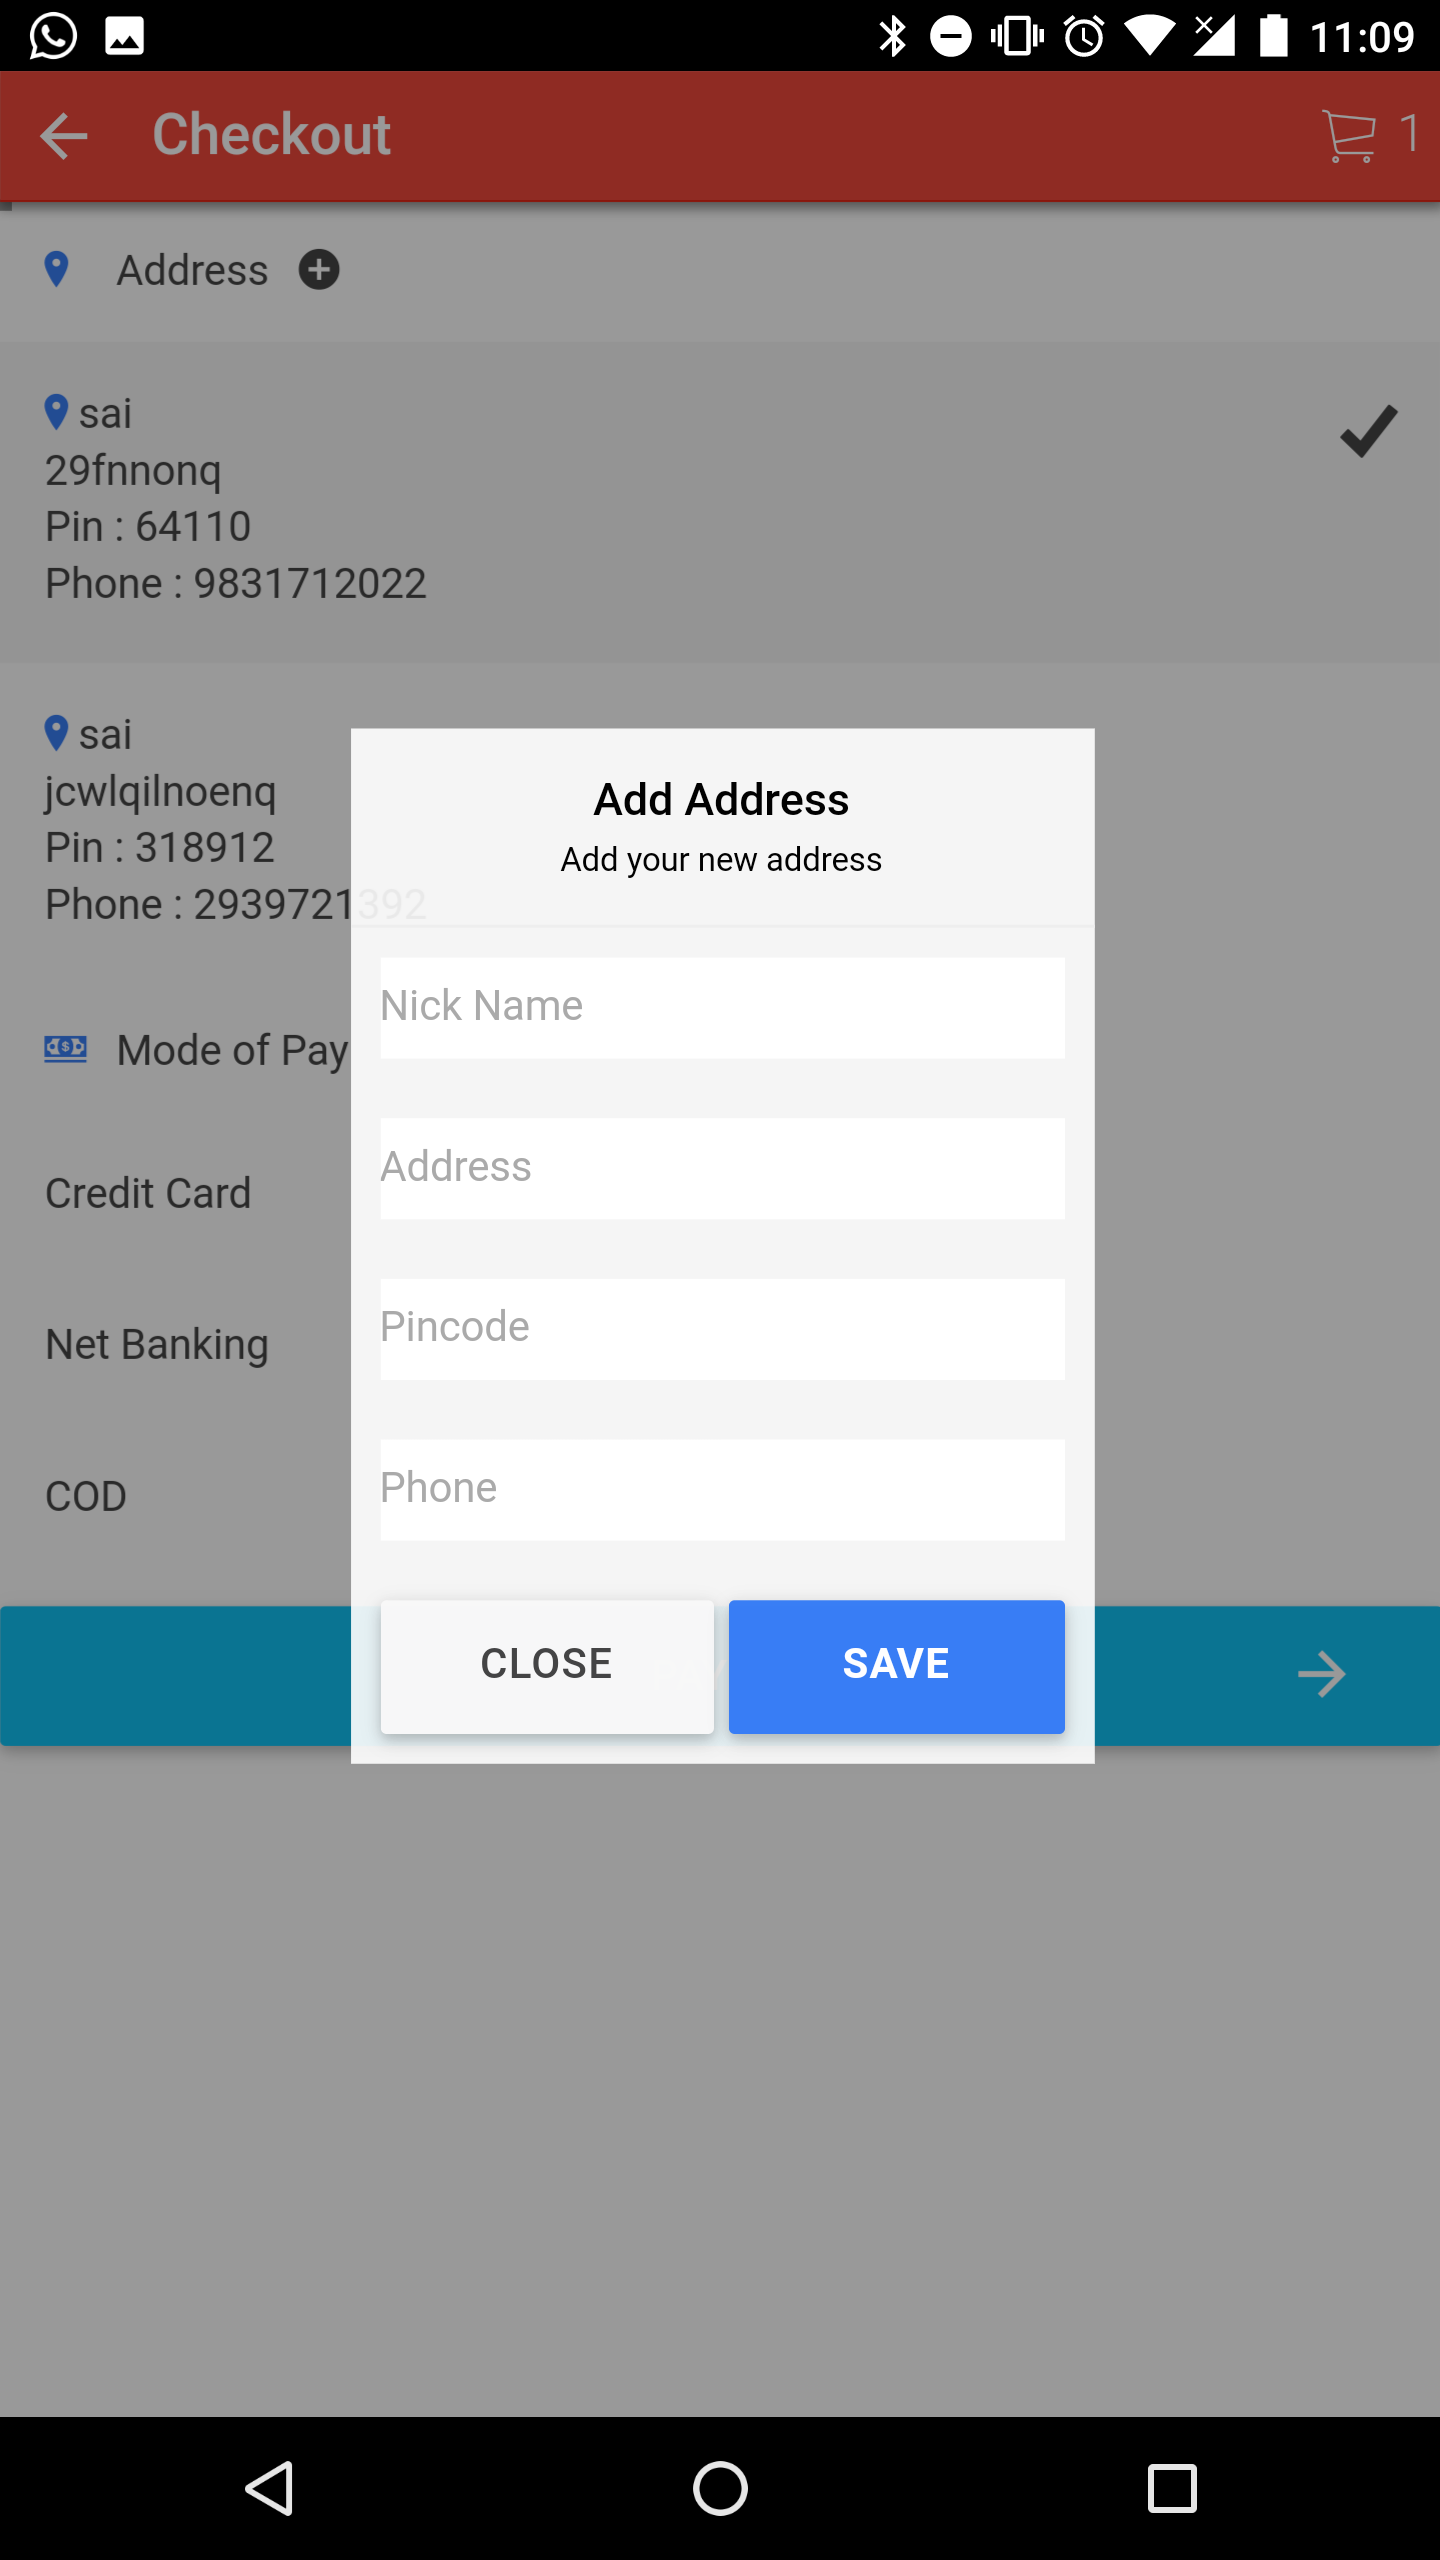 11:09
Checkout
1
Address
sai
29fnnonq
Pin : 64110
Phone : 9831712022
sai
jcwlqilnoenq
Pin : 318912
Phone : 2939721392
Mode of Pay
Credit Card
Net Banking
COD
Add Address
Add your new address
Nick Name
Address
Pincode
Phone
CLOSE
SAVE